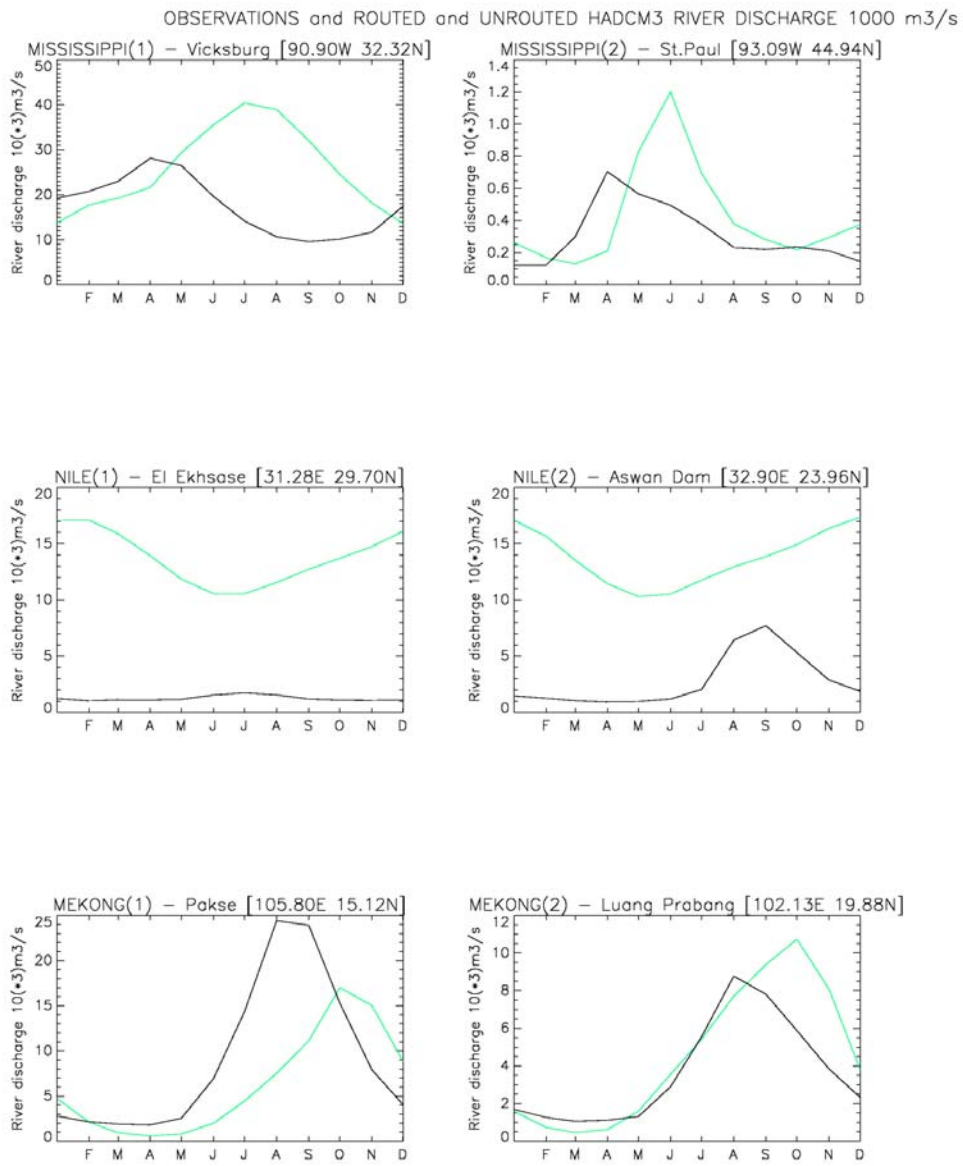 OBSERVATIONS and ROUTED and UNROUTED HADCM3 RIVER DISCHARGE 1000 m3/s
MISSISSIPPI(1) – Vicksburg [90.90W 32.32N]
River discharge 10(*3)m3/s
50
40
30
20
10
0
F M A M J J A S O N D
MISSISSIPPI(2) – St.Paul [93.09W 44.94N]
River discharge 10(*3)m3/s
1.4
1.2
1.0
0.8
0.6
0.4
0.2
0.0
F M A M J J A S O N D
NILE(1) – El Ekhsase [31.28E 29.70N]
River discharge 10(*3)m3/s
20
15
10
5
0
F M A M J J A S O N D
NILE(2) – Aswan Dam [32.90E 23.96N]
River discharge 10(*3)m3/s
20
15
10
5
0
F M A M J J A S O N D
MEKONG(1) – Pakse [105.80E 15.12N]
River discharge 10(*3)m3/s
25
20
15
10
5
0
F M A M J J A S O N D
MEKONG(2) – Luang Prabang [102.13E 19.88N]
River discharge 10(*3)m3/s
12
10
8
6
4
2
0
F M A M J J A S O N D